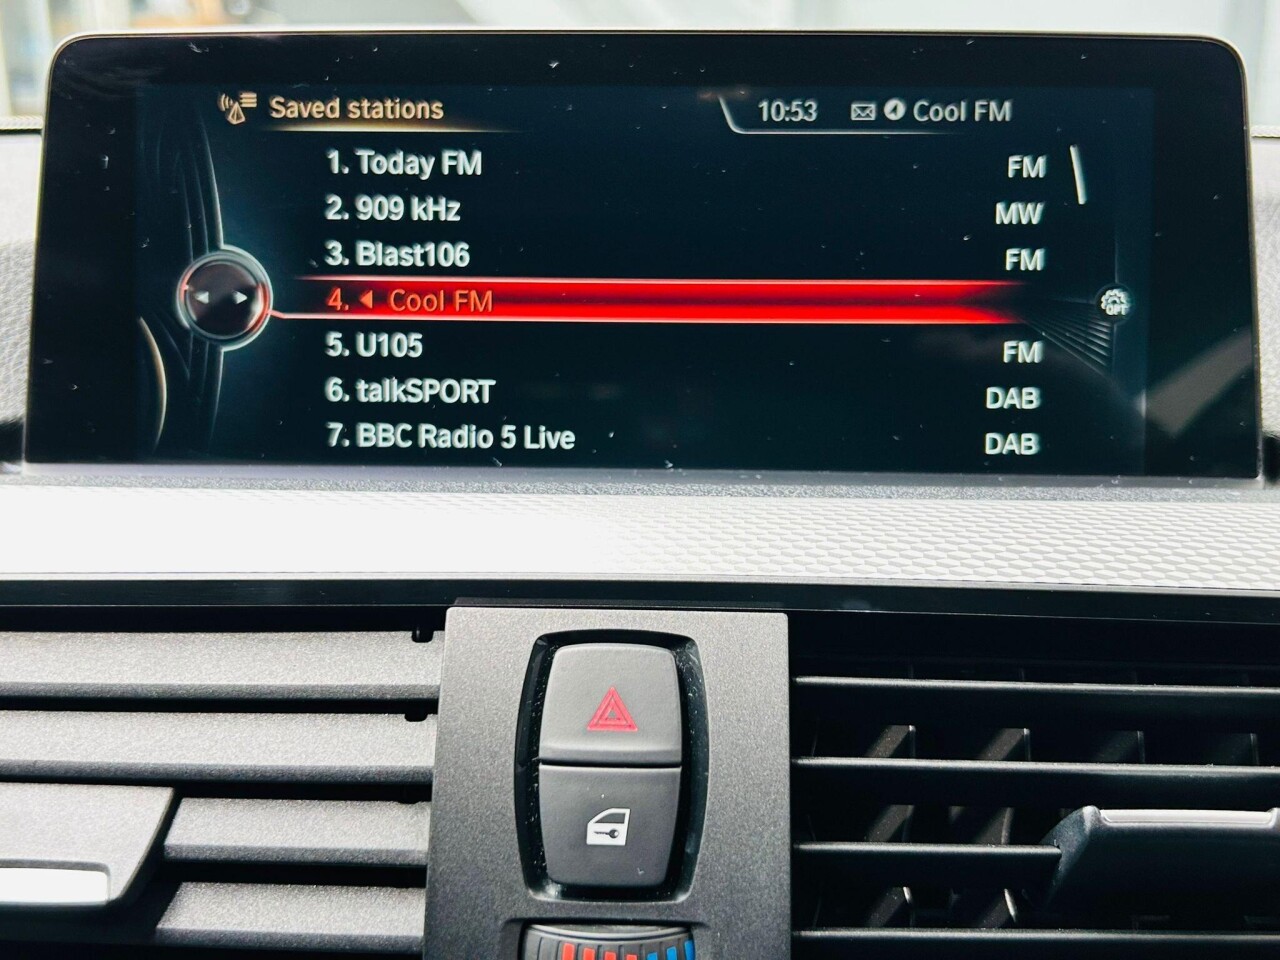 Saved stations 10:53 Cool FM
1. Today FM FM
2. 909 kHz MW
3. Blast106 FM
4. Cool FM
5. U105 FM
6. talkSPORT DAB
7. BBC Radio 5 Live DAB
OPT